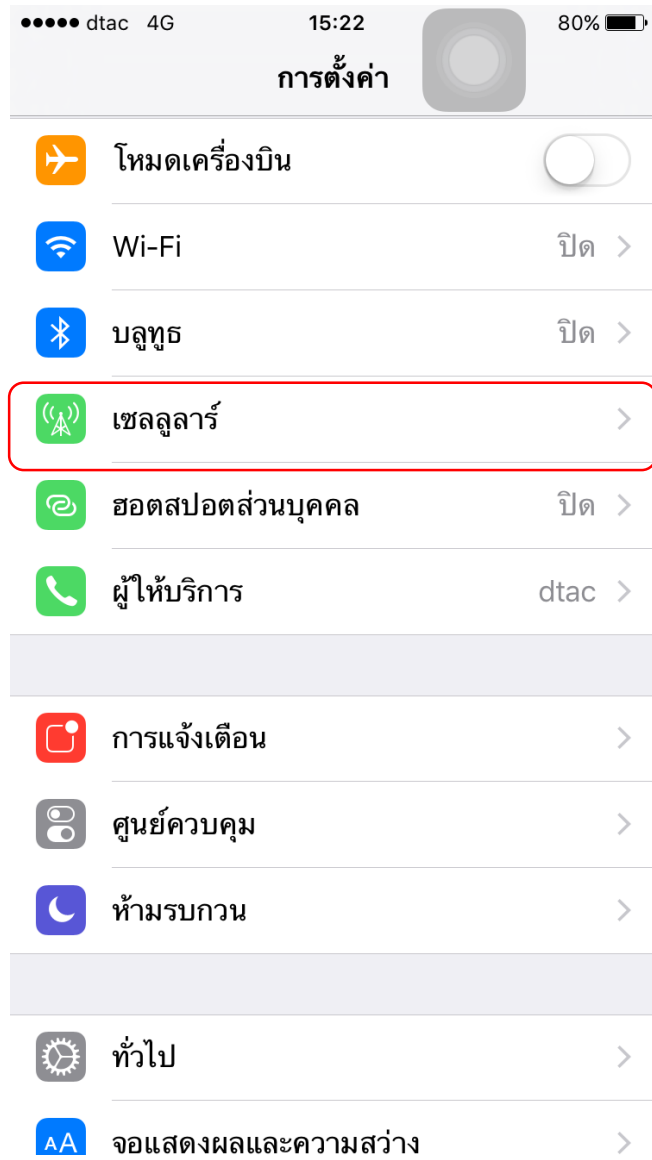 dtac 4G 15:22 80%
การตั้งค่า
โหมดเครื่องบิน
Wi-Fi ปิด
บลูทูธ ปิด
เซลลูลาร์
ฮอตสปอตส่วนบุคคล ปิด
ผู้ให้บริการ dtac
การแจ้งเตือน
ศูนย์ควบคุม
ห้ามรบกวน
ทั่วไป
AA จอแสดงผลและความสว่าง